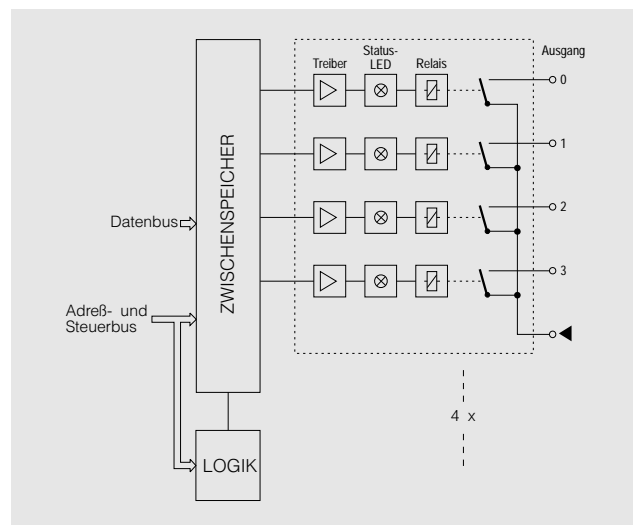 Status-
Treiber LED Relais Ausgang
0
1
ZWISCHENSPEICHER
2
Datenbus
3
Adreß- und
Steuerbus
4 x
LOGIK